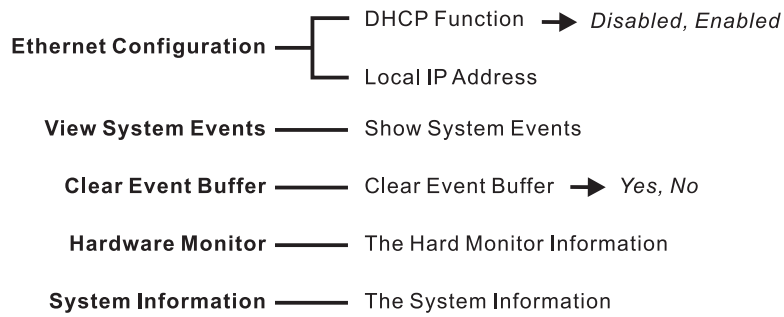 DHCP Function Disabled, Enabled
Ethernet Configuration
Local IP Address
View System Events Show System Events
Clear Event Buffer Clear Event Buffer Yes, No
Hardware Monitor The Hard Monitor Information
System Information The System Information